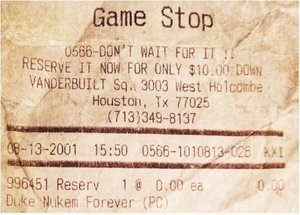 Game Stop
0566-DON'T WAIT FOR IT !!
RESERVE IT NOW FOR ONLY $10.00 DOWN
VANDERBUILT Sq. 3003 West Holcombe
Houston, Tx 77025
(713)349-8137
08-13-2001 15:50 0566-1010813-026 KXI
996451 Reserv 1 @ 0.00 ea 0.00
Duke Nukem Forever (PC)